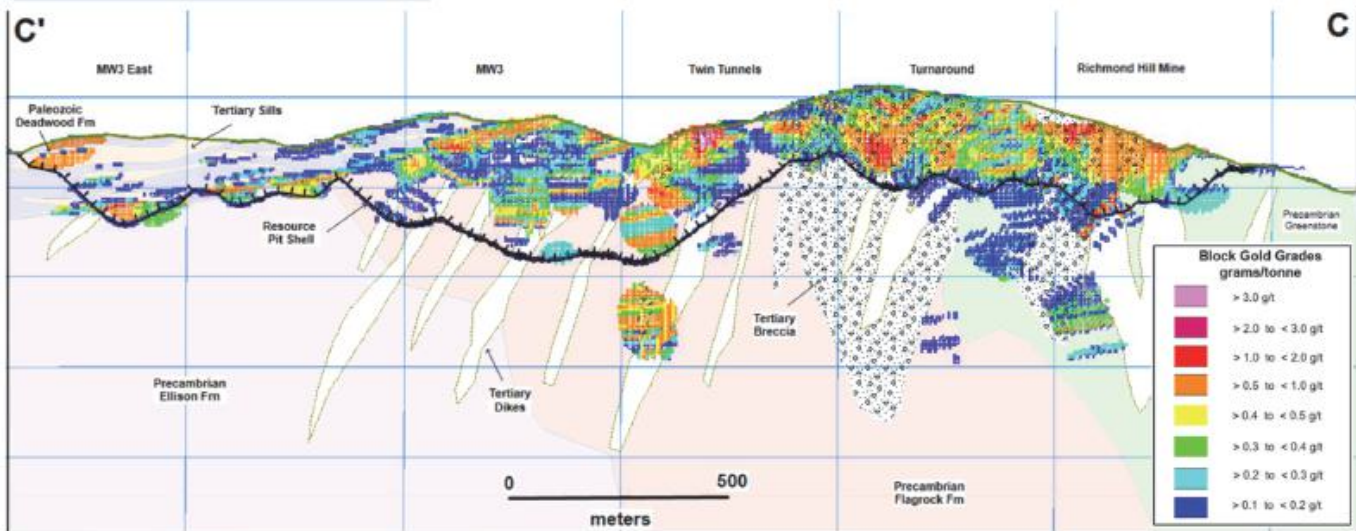 C'
C
MW3 East
MW3
Twin Tunnels
Turnaround
Richmond Hill Mine
Paleozoic
Deadwood Fm
Tertiary Sills
Resource
Pit Shell
Precambrian
Greenstone
Tertiary
Breccia
Tertiary
Dikes
Precambrian
Ellison Fm
Precambrian
Flagrock Fm
0 500
meters
Block Gold Grades
grams/tonne
> 3.0 g/t
> 2.0 to < 3.0 g/t
> 1.0 to < 2.0 g/t
> 0.5 to < 1.0 g/t
> 0.4 to < 0.5 g/t
> 0.3 to < 0.4 g/t
> 0.2 to < 0.3 g/t
> 0.1 to < 0.2 g/t